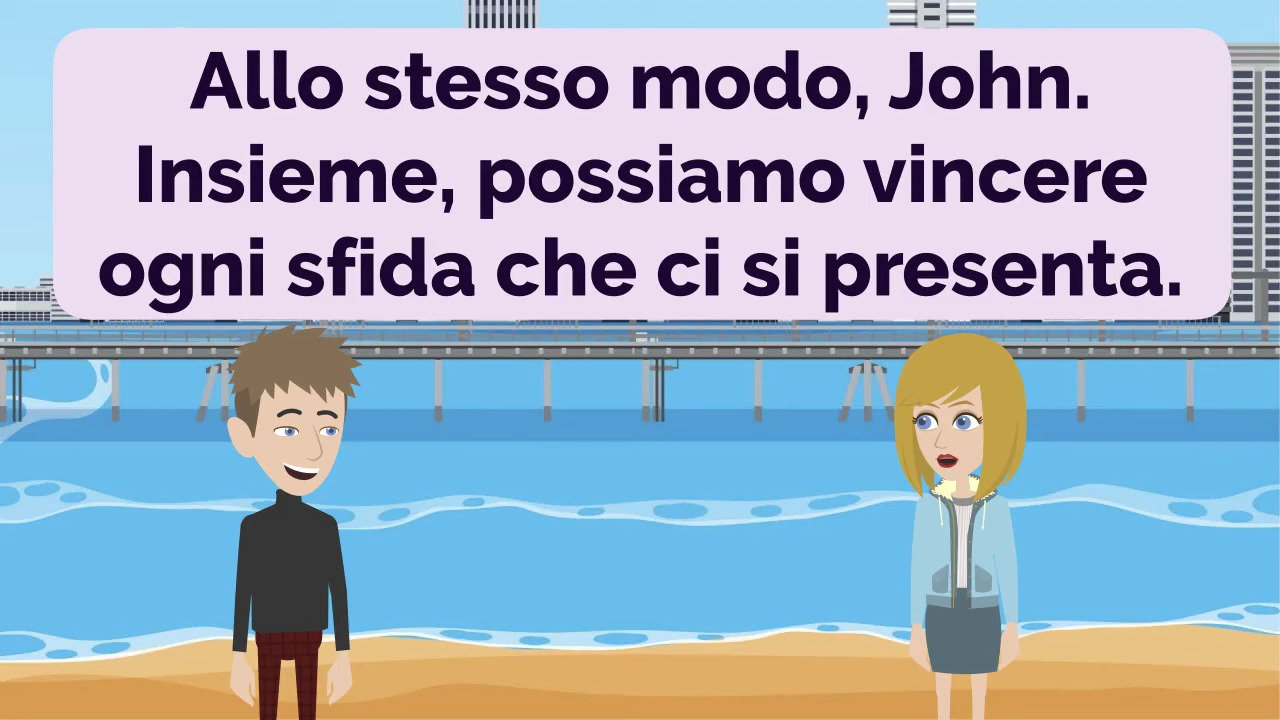 Allo stesso modo, John.
Insieme, possiamo vincere
ogni sfida che ci si presenta.